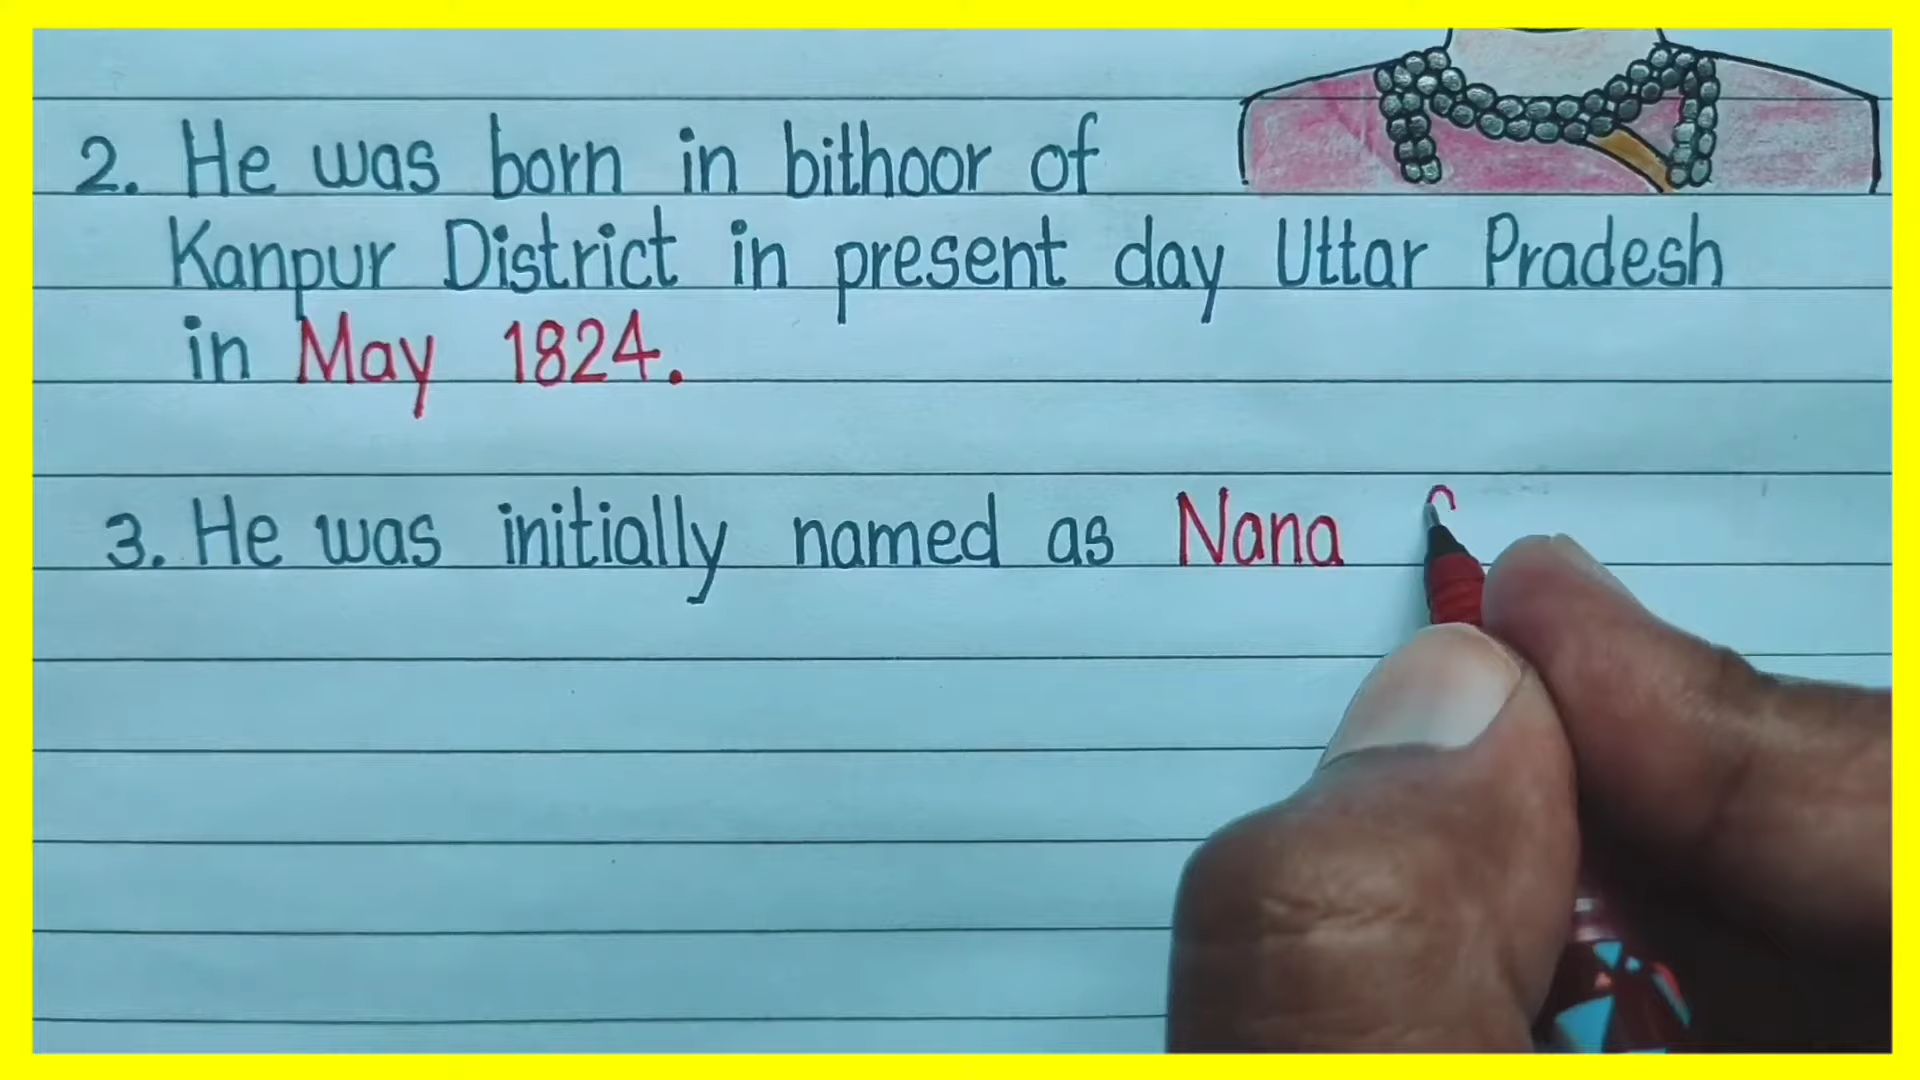 2. He was born in bithoor of
Kanpur District in present day Uttar Pradesh
in May 1824.
3. He was initially named as Nana